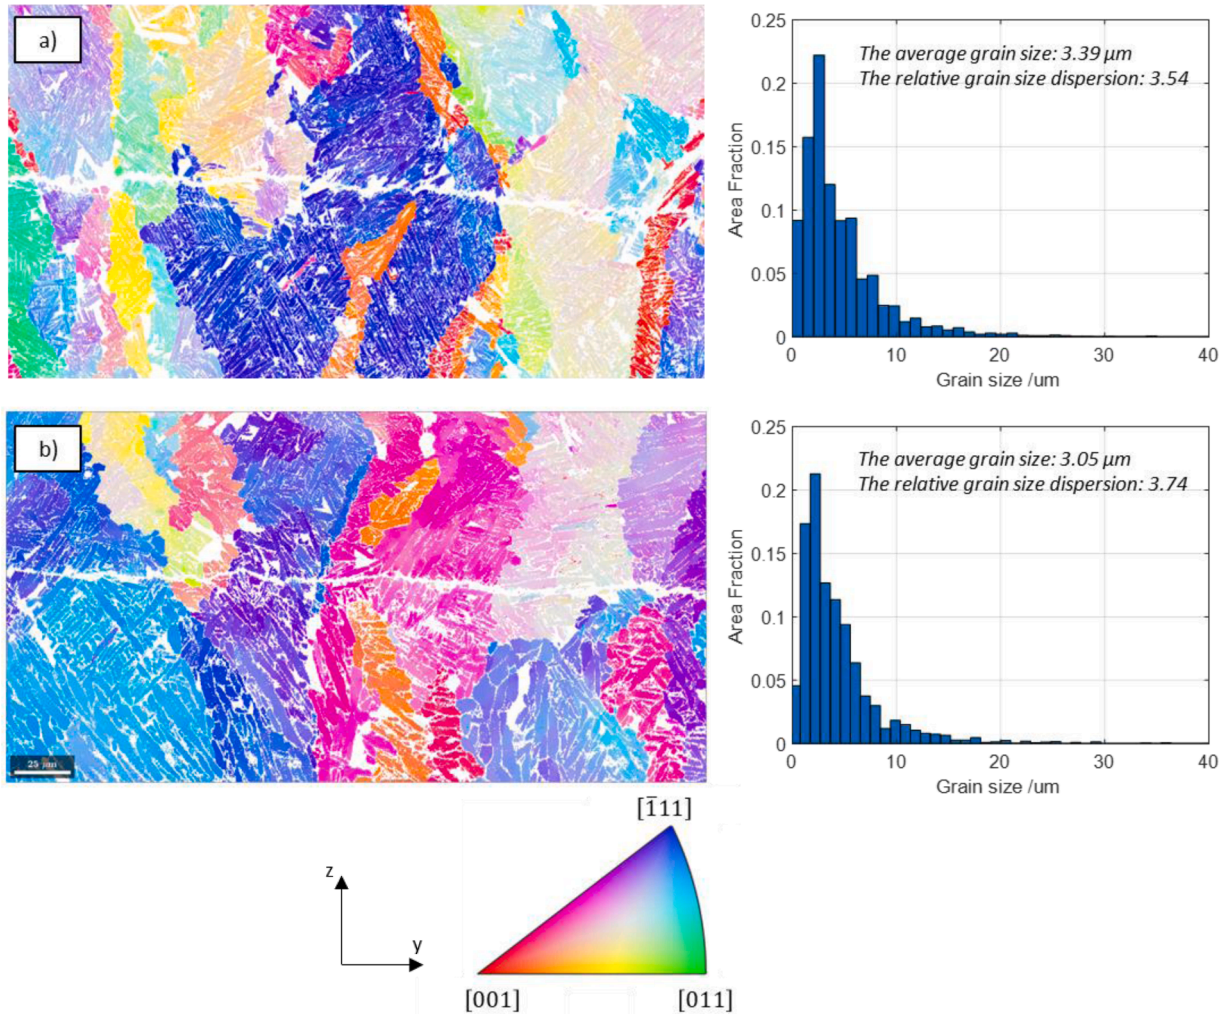 a)
0.25
0.2
0.15
0.1
0.05
0
Area Fraction
The average grain size: 3.39 μm
The relative grain size dispersion: 3.54
0 10 20 30 40
Grain size /um
b)
25 μm
0.25
0.2
0.15
0.1
0.05
0
Area Fraction
The average grain size: 3.05 μm
The relative grain size dispersion: 3.74
0 10 20 30 40
Grain size /um
z
y
[1̅11]
[001]
[011]